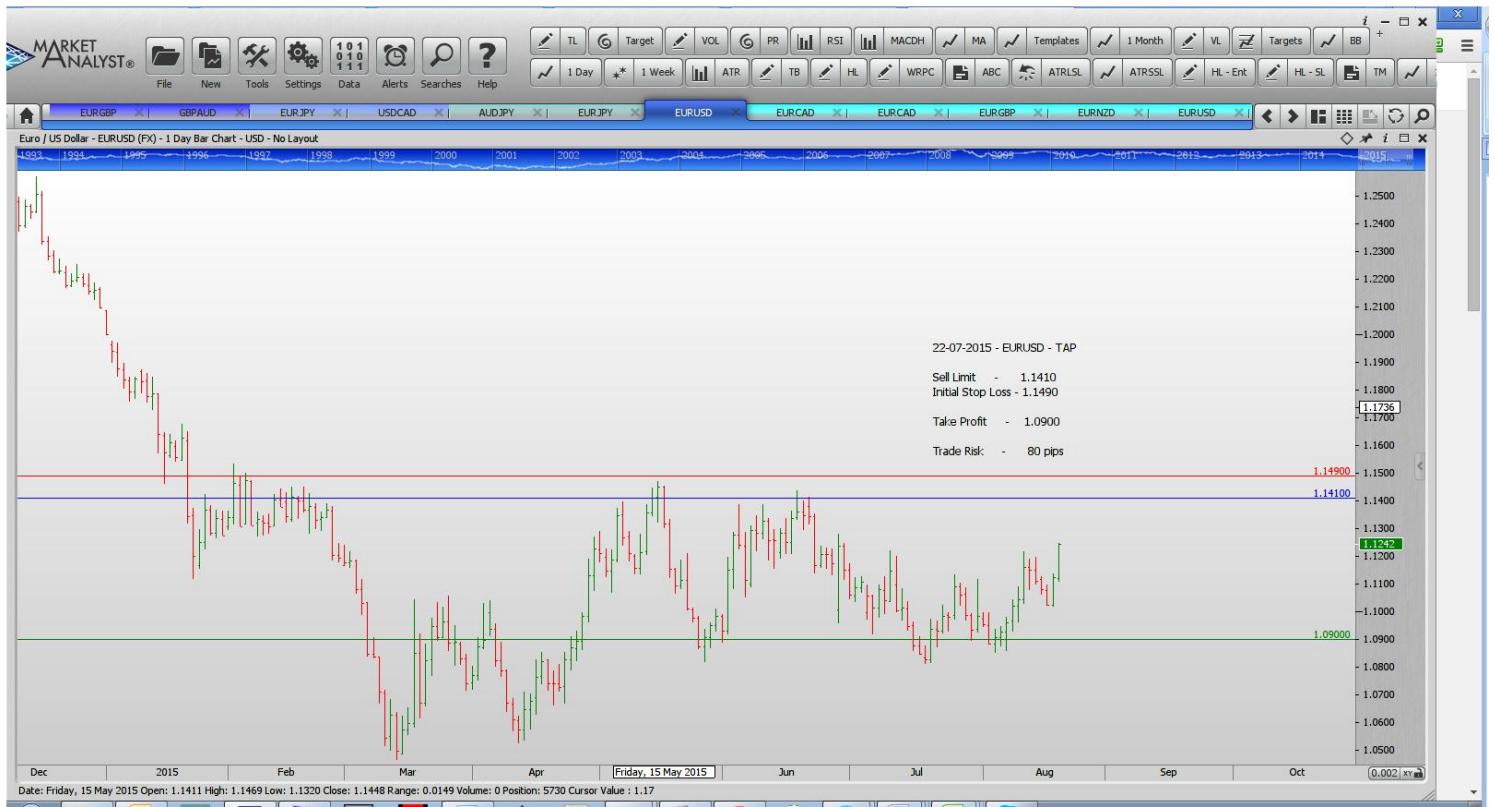 i
MARKET
ANALYST®
TL Target VOL PR RSI MACDH MA Templates 1 Month VL Targets BB
1 Day 1 Week ATR TB HL WRPC ABC ATRLSL ATRSSL HL - Ent HL - SL TM
101
010
111
File New Tools Settings Data Alerts Searches Help
EURGBP GBPAUD EURJPY USDCAD AUDJPY EURJPY EURUSD EURCAD EURCAD EURGBP EURNZD EURUSD
Euro / US Dollar - EURUSD (FX) - 1 Day Bar Chart - USD - No Layout
1993 1994 1995 1996 1997 1998 1999 2000 2001 2002 2003 2004 2005 2006 2007 2008 2009 2010 2011 2012 2013 2014 2015
1.2500
1.2400
1.2300
1.2200
1.2100
1.2000
22-07-2015 - EURUSD - TAP
1.1900
Sell Limit - 1.1410
Initial Stop Loss - 1.1490
1.1800
1.1736
1.1700
Take Profit - 1.0900
1.1600
Trade Risk - 80 pips
1.14900
1.1500
1.14100
1.1400
1.1300
1.1242
1.1200
1.1100
1.1000
1.09000
1.0900
1.0800
1.0700
1.0600
1.0500
Dec 2015 Feb Mar Apr Friday, 15 May 2015 Jun Jul Aug Sep Oct 0.002 XY
Date: Friday, 15 May 2015 Open: 1.1411 High: 1.1469 Low: 1.1320 Close: 1.1448 Range: 0.0149 Volume: 0 Position: 5730 Cursor Value : 1.17